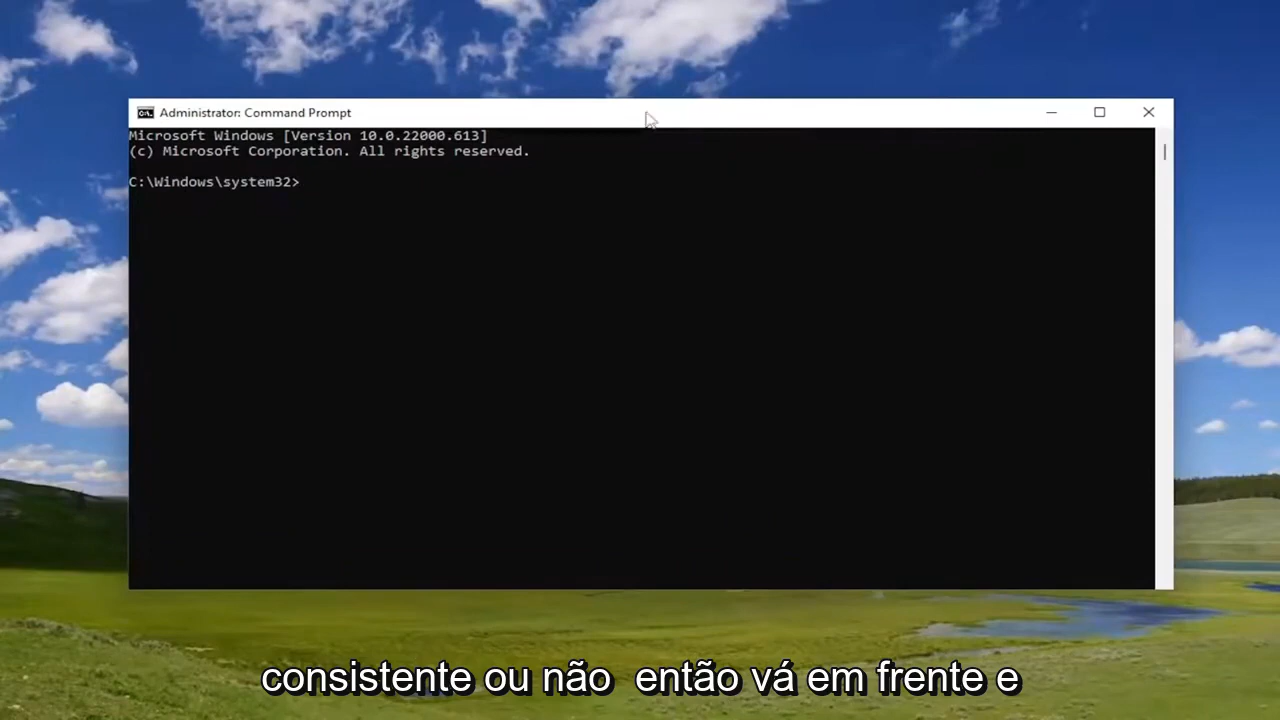 Administrator: Command Prompt
Microsoft Windows [Version 10.0.22000.613]
(c) Microsoft Corporation. All rights reserved.
C:\Windows\system32>
consistente ou não então vá em frente e